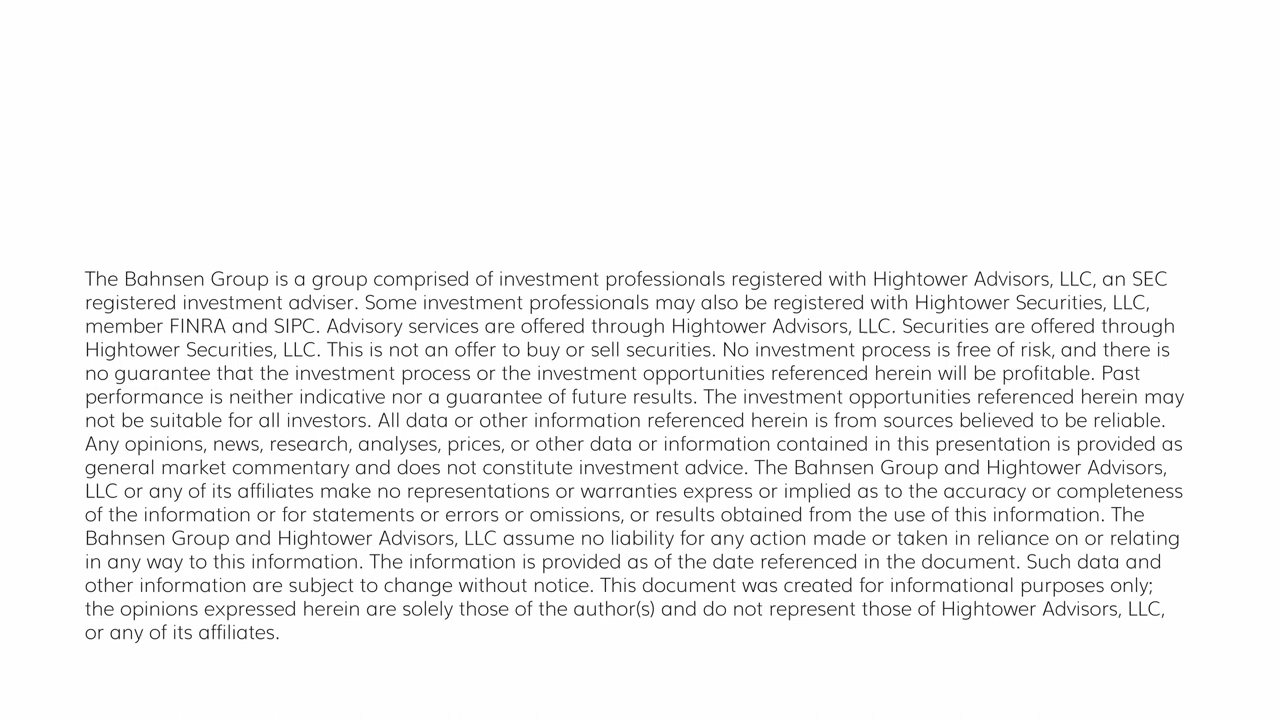 The Bahnsen Group is a group comprised of investment professionals registered with Hightower Advisors, LLC, an SEC
registered investment adviser. Some investment professionals may also be registered with Hightower Securities, LLC,
member FINRA and SIPC. Advisory services are offered through Hightower Advisors, LLC. Securities are offered through
Hightower Securities, LLC. This is not an offer to buy or sell securities. No investment process is free of risk, and there is
no guarantee that the investment process or the investment opportunities referenced herein will be profitable. Past
performance is neither indicative nor a guarantee of future results. The investment opportunities referenced herein may
not be suitable for all investors. All data or other information referenced herein is from sources believed to be reliable.
Any opinions, news, research, analyses, prices, or other data or information contained in this presentation is provided as
general market commentary and does not constitute investment advice. The Bahnsen Group and Hightower Advisors,
LLC or any of its affiliates make no representations or warranties express or implied as to the accuracy or completeness
of the information or for statements or errors or omissions, or results obtained from the use of this information. The
Bahnsen Group and Hightower Advisors, LLC assume no liability for any action made or taken in reliance on or relating
in any way to this information. The information is provided as of the date referenced in the document. Such data and
other information are subject to change without notice. This document was created for informational purposes only;
the opinions expressed herein are solely those of the author(s) and do not represent those of Hightower Advisors, LLC,
or any of its affiliates.